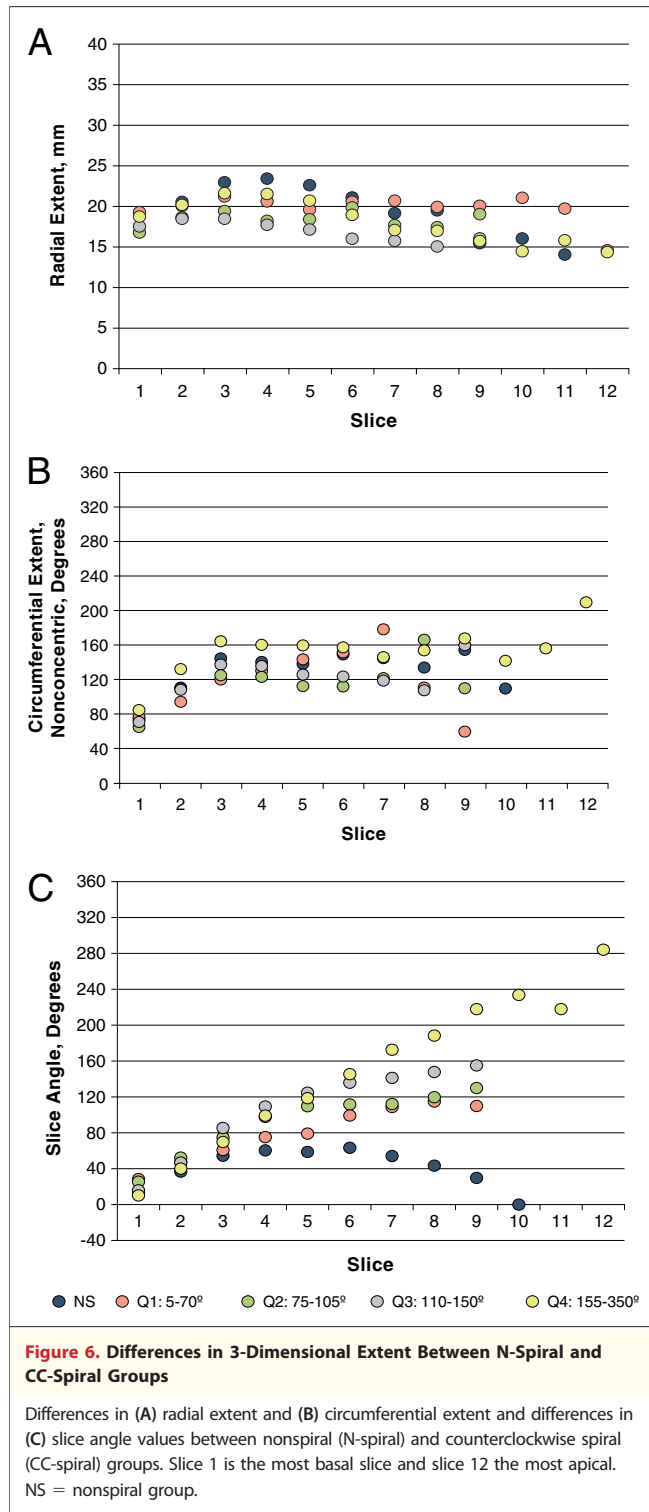 A
Radial Extent, mm
40
35
30
25
20
15
10
5
0
1 2 3 4 5 6 7 8 9 10 11 12
Slice
B
Circumferential Extent,
Nonconcentric, Degrees
360
320
280
240
200
160
120
80
40
0
1 2 3 4 5 6 7 8 9 10 11 12
Slice
C
Slice Angle, Degrees
360
320
280
240
200
160
120
80
40
0
-40
1 2 3 4 5 6 7 8 9 10 11 12
Slice
NS Q1: 5-70º Q2: 75-105º Q3: 110-150º Q4: 155-350º
Figure 6. Differences in 3-Dimensional Extent Between N-Spiral and
CC-Spiral Groups
Differences in (A) radial extent and (B) circumferential extent and differences in
(C) slice angle values between nonspiral (N-spiral) and counterclockwise spiral
(CC-spiral) groups. Slice 1 is the most basal slice and slice 12 the most apical.
NS = nonspiral group.